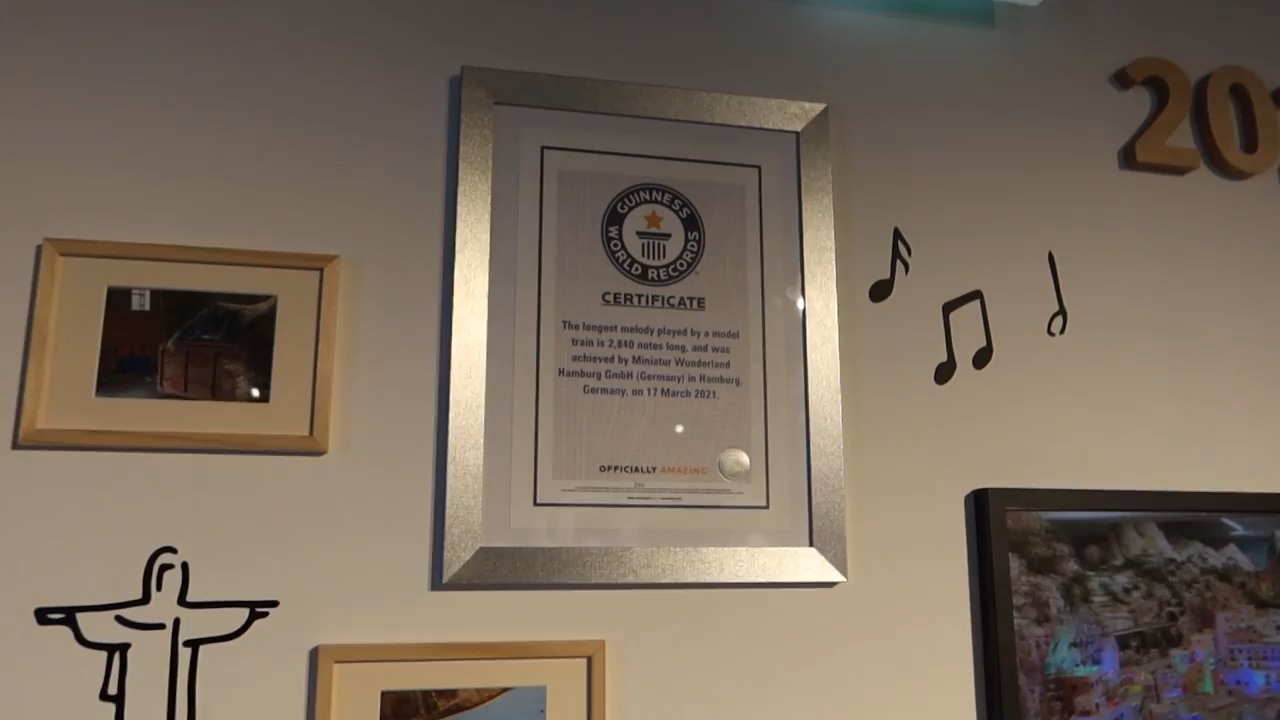 20
GUINNESS
WORLD RECORDS
CERTIFICATE
The longest melody played by a model
train is 2,840 notes long, and was
achieved by Miniatur Wunderland
Hamburg GmbH (Germany) in Hamburg,
Germany, on 17 March 2021.
OFFICIALLY AMAZING